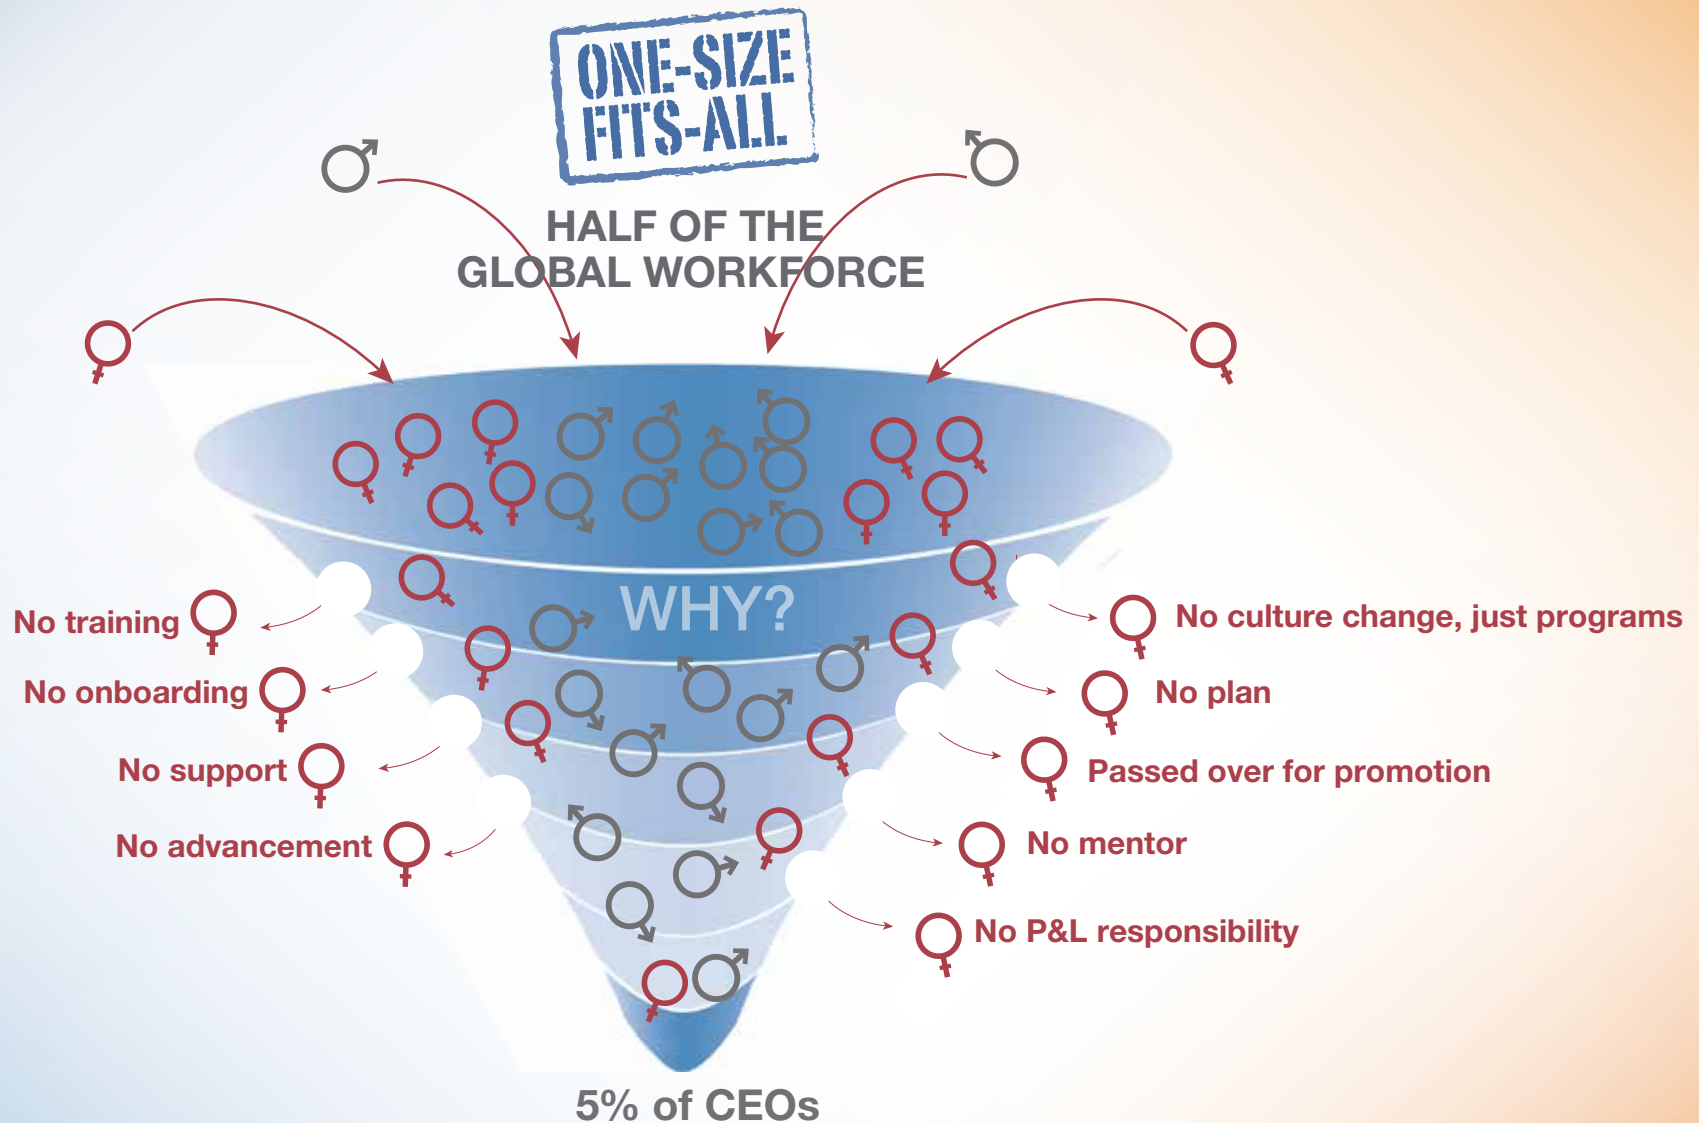 ONE-SIZE
FITS-ALL
HALF OF THE
GLOBAL WORKFORCE
WHY?
No training
No onboarding
No support
No advancement
No culture change, just programs
No plan
Passed over for promotion
No mentor
No P&L responsibility
5% of CEOs